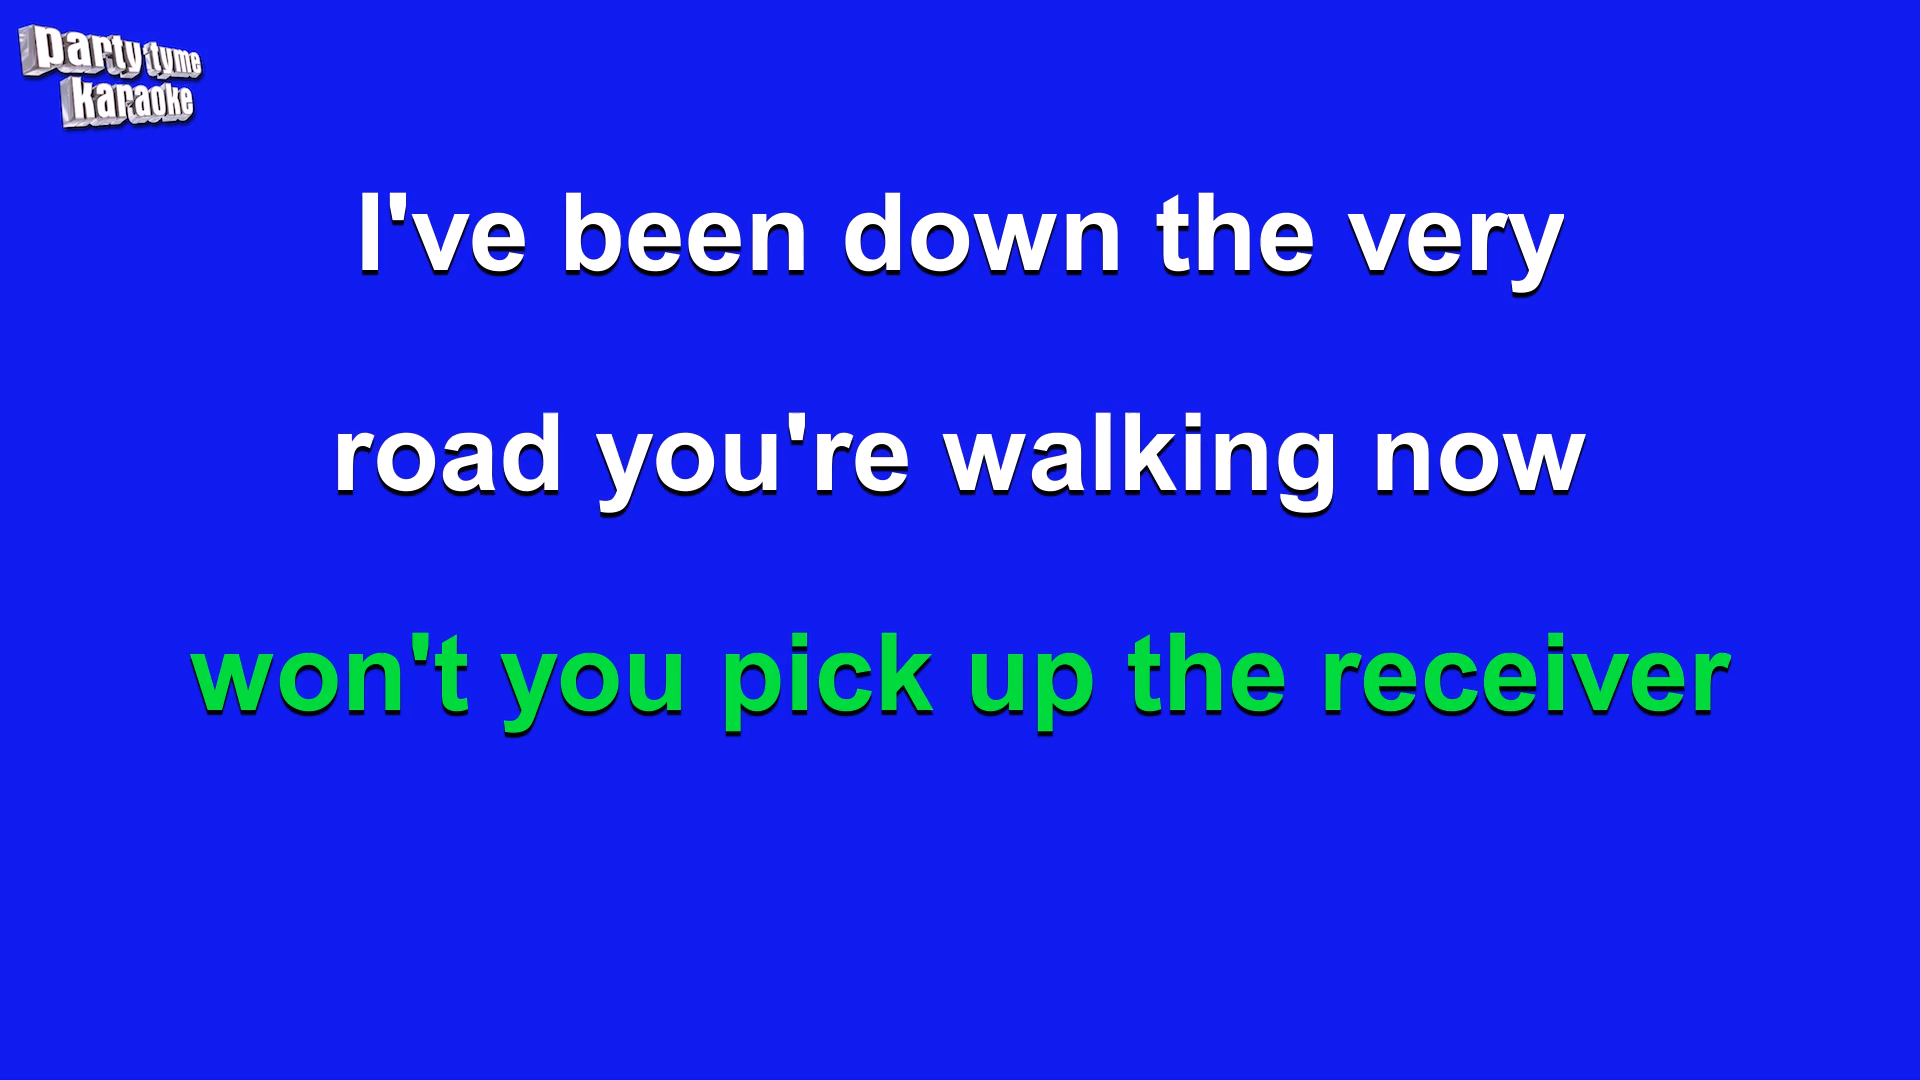 party tyme
karaoke
I've been down the very
road you're walking now
won't you pick up the receiver